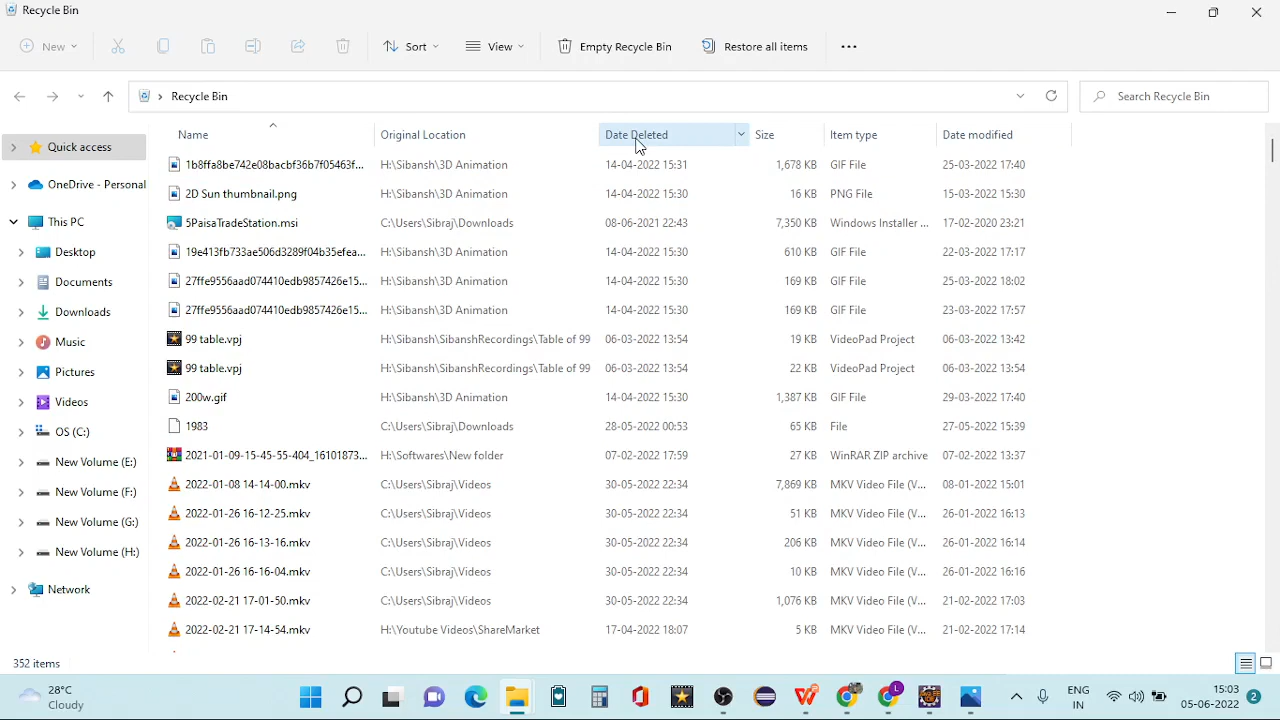 Recycle Bin
New Sort View Empty Recycle Bin Restore all items
Recycle Bin Search Recycle Bin
Name Original Location Date Deleted Size Item type Date modified
Quick access
OneDrive - Personal
This PC
Desktop
Documents
Downloads
Music
Pictures
Videos
OS (C:)
New Volume (E:)
New Volume (F:)
New Volume (G:)
New Volume (H:)
Network
1b8ffa8be742e08bacbf36b7f05463f... H:\Sibansh\3D Animation 14-04-2022 15:31 1,678 KB GIF File 25-03-2022 17:40
2D Sun thumbnail.png H:\Sibansh\3D Animation 14-04-2022 15:30 16 KB PNG File 15-03-2022 15:30
5PaisaTradeStation.msi C:\Users\Sibraj\Downloads 08-06-2021 22:43 7,350 KB Windows Installer ... 17-02-2020 23:21
19e413fb733ae506d3289f04b35efea... H:\Sibansh\3D Animation 14-04-2022 15:30 610 KB GIF File 22-03-2022 17:17
27ffe9556aad074410edb9857426e15... H:\Sibansh\3D Animation 14-04-2022 15:30 169 KB GIF File 25-03-2022 18:02
27ffe9556aad074410edb9857426e15... H:\Sibansh\3D Animation 14-04-2022 15:30 169 KB GIF File 23-03-2022 17:57
99 table.vpj H:\Sibansh\SibanshRecordings\Table of 99 06-03-2022 13:54 19 KB VideoPad Project 06-03-2022 13:42
99 table.vpj H:\Sibansh\SibanshRecordings\Table of 99 06-03-2022 13:54 22 KB VideoPad Project 06-03-2022 13:54
200w.gif H:\Sibansh\3D Animation 14-04-2022 15:30 1,387 KB GIF File 29-03-2022 17:40
1983 C:\Users\Sibraj\Downloads 28-05-2022 00:53 65 KB File 27-05-2022 15:39
2021-01-09-15-45-55-404_16101873... H:\Softwares\New folder 07-02-2022 17:59 27 KB WinRAR ZIP archive 07-02-2022 13:37
2022-01-08 14-14-00.mkv C:\Users\Sibraj\Videos 30-05-2022 22:34 7,869 KB MKV Video File (V... 08-01-2022 15:01
2022-01-26 16-12-25.mkv C:\Users\Sibraj\Videos 30-05-2022 22:34 51 KB MKV Video File (V... 26-01-2022 16:13
2022-01-26 16-13-16.mkv C:\Users\Sibraj\Videos 30-05-2022 22:34 206 KB MKV Video File (V... 26-01-2022 16:14
2022-01-26 16-16-04.mkv C:\Users\Sibraj\Videos 30-05-2022 22:34 10 KB MKV Video File (V... 26-01-2022 16:16
2022-02-21 17-01-50.mkv C:\Users\Sibraj\Videos 30-05-2022 22:34 1,076 KB MKV Video File (V... 21-02-2022 17:03
2022-02-21 17-14-54.mkv H:\Youtube Videos\ShareMarket 17-04-2022 18:07 5 KB MKV Video File (V... 21-02-2022 17:14
352 items
28°C
Cloudy
ENG
IN
15:03
2